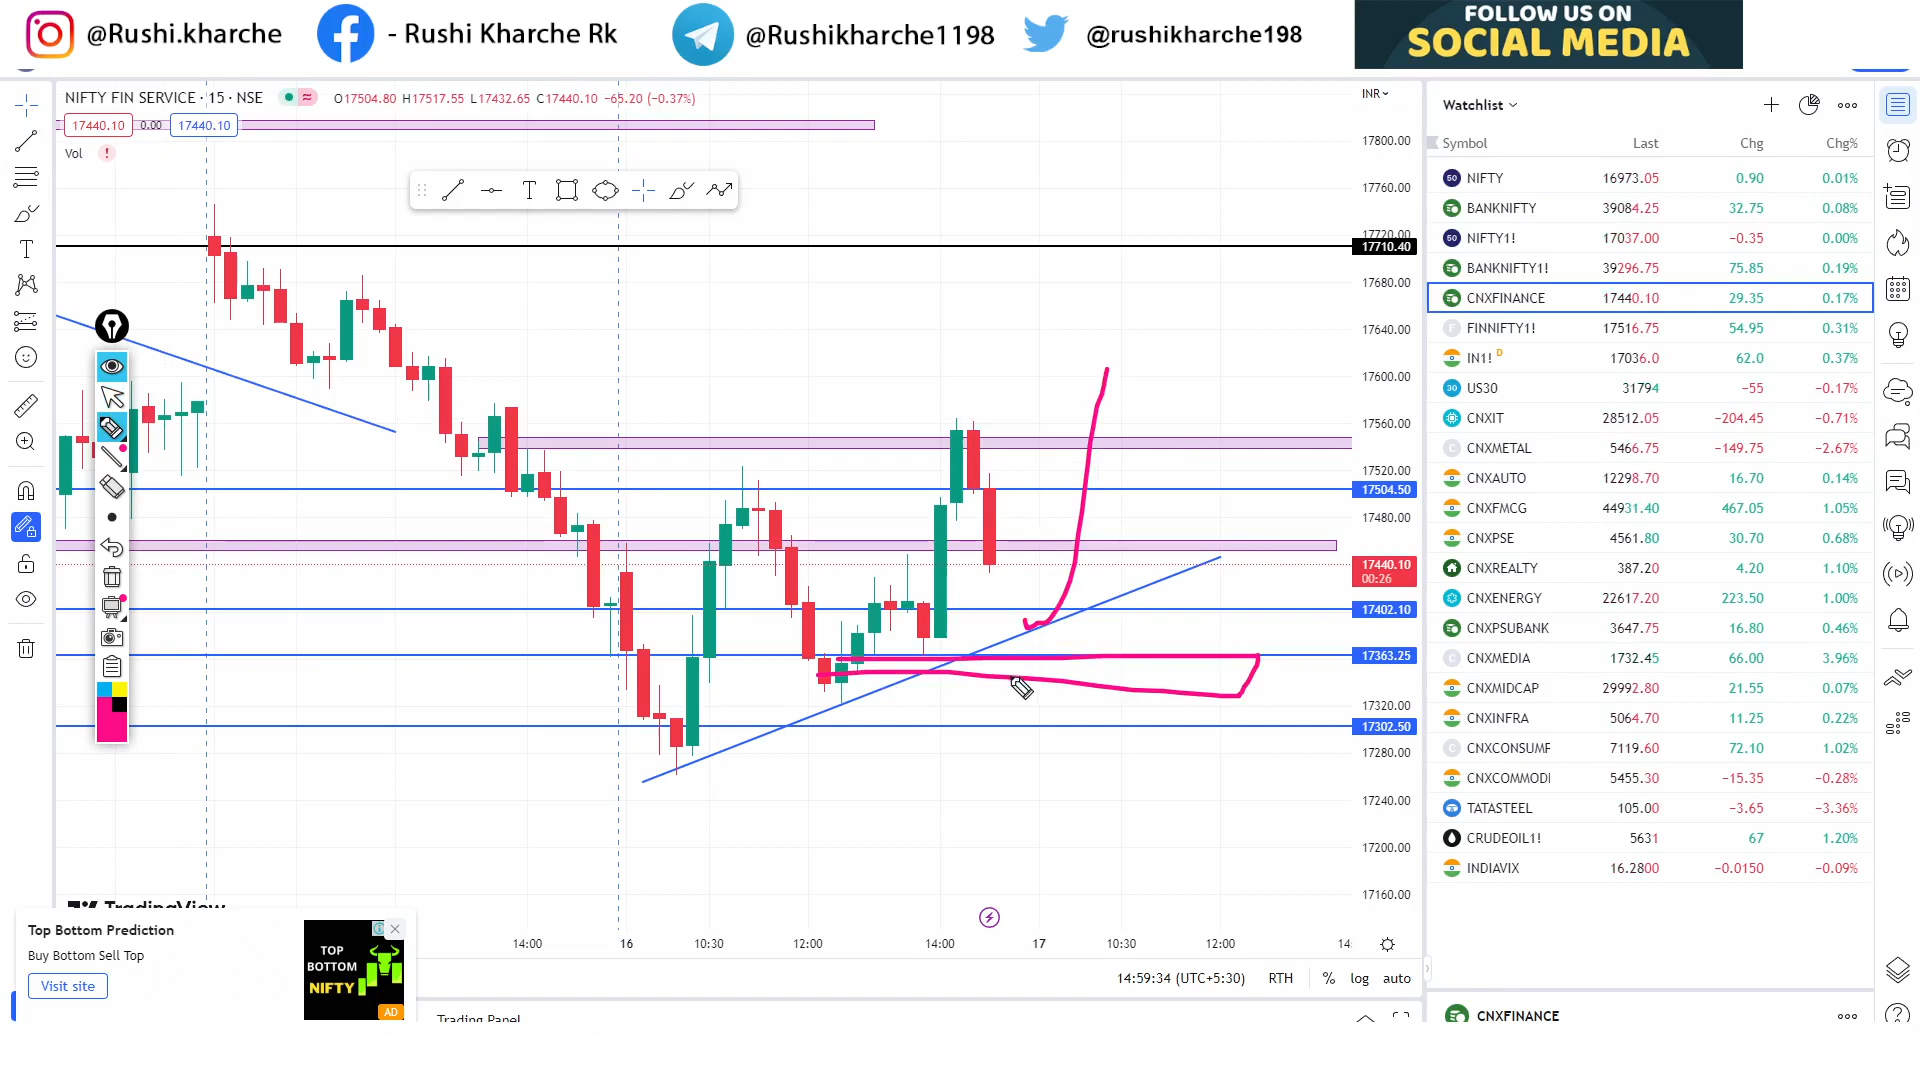 @Rushi.kharche - Rushi Kharche Rk @Rushikharche1198 @rushikharche198 FOLLOW US ON
SOCIAL MEDIA
NIFTY FIN SERVICE · 15 · NSE O17504.80 H17517.55 L17432.65 C17440.10 −65.20 (−0.37%)
17440.10 0.00 17440.10
Vol
INR
17800.00
17760.00
17720.00
17710.40
17680.00
17640.00
17600.00
17560.00
17520.00
17504.50
17480.00
17440.10
00:26
17402.10
17363.25
17320.00
17302.50
17280.00
17240.00
17200.00
17160.00
T
T
TradingView
14:00 16 10:30 12:00 14:00 17 10:30 12:00 14:
14:59:34 (UTC+5:30) RTH % log auto
Trading Panel
Top Bottom Prediction
Buy Bottom Sell Top
Visit site
TOP
BOTTOM
NIFTY
AD
Watchlist
Symbol Last Chg Chg%
50 NIFTY 16973.05 0.90 0.01%
BANKNIFTY 39084.25 32.75 0.08%
50 NIFTY1! 17037.00 −0.35 0.00%
BANKNIFTY1! 39296.75 75.85 0.19%
CNXFINANCE 17440.10 29.35 0.17%
F FINNIFTY1! 17516.75 54.95 0.31%
IN1! D 17036.0 62.0 0.37%
30 US30 31794 −55 −0.17%
CNXIT 28512.05 −204.45 −0.71%
C CNXMETAL 5466.75 −149.75 −2.67%
CNXAUTO 12298.70 16.70 0.14%
CNXFMCG 44931.40 467.05 1.05%
CNXPSE 4561.80 30.70 0.68%
CNXREALTY 387.20 4.20 1.10%
CNXENERGY 22617.20 223.50 1.00%
CNXPSUBANK 3647.75 16.80 0.46%
C CNXMEDIA 1732.45 66.00 3.96%
CNXMIDCAP 29992.80 21.55 0.07%
CNXINFRA 5064.70 11.25 0.22%
C CNXCONSUMP 7119.60 72.10 1.02%
CNXCOMMODI 5455.30 −15.35 −0.28%
TATASTEEL 105.00 −3.65 −3.36%
CRUDEOIL1! 5631 67 1.20%
INDIAVIX 16.2800 −0.0150 −0.09%
CNXFINANCE